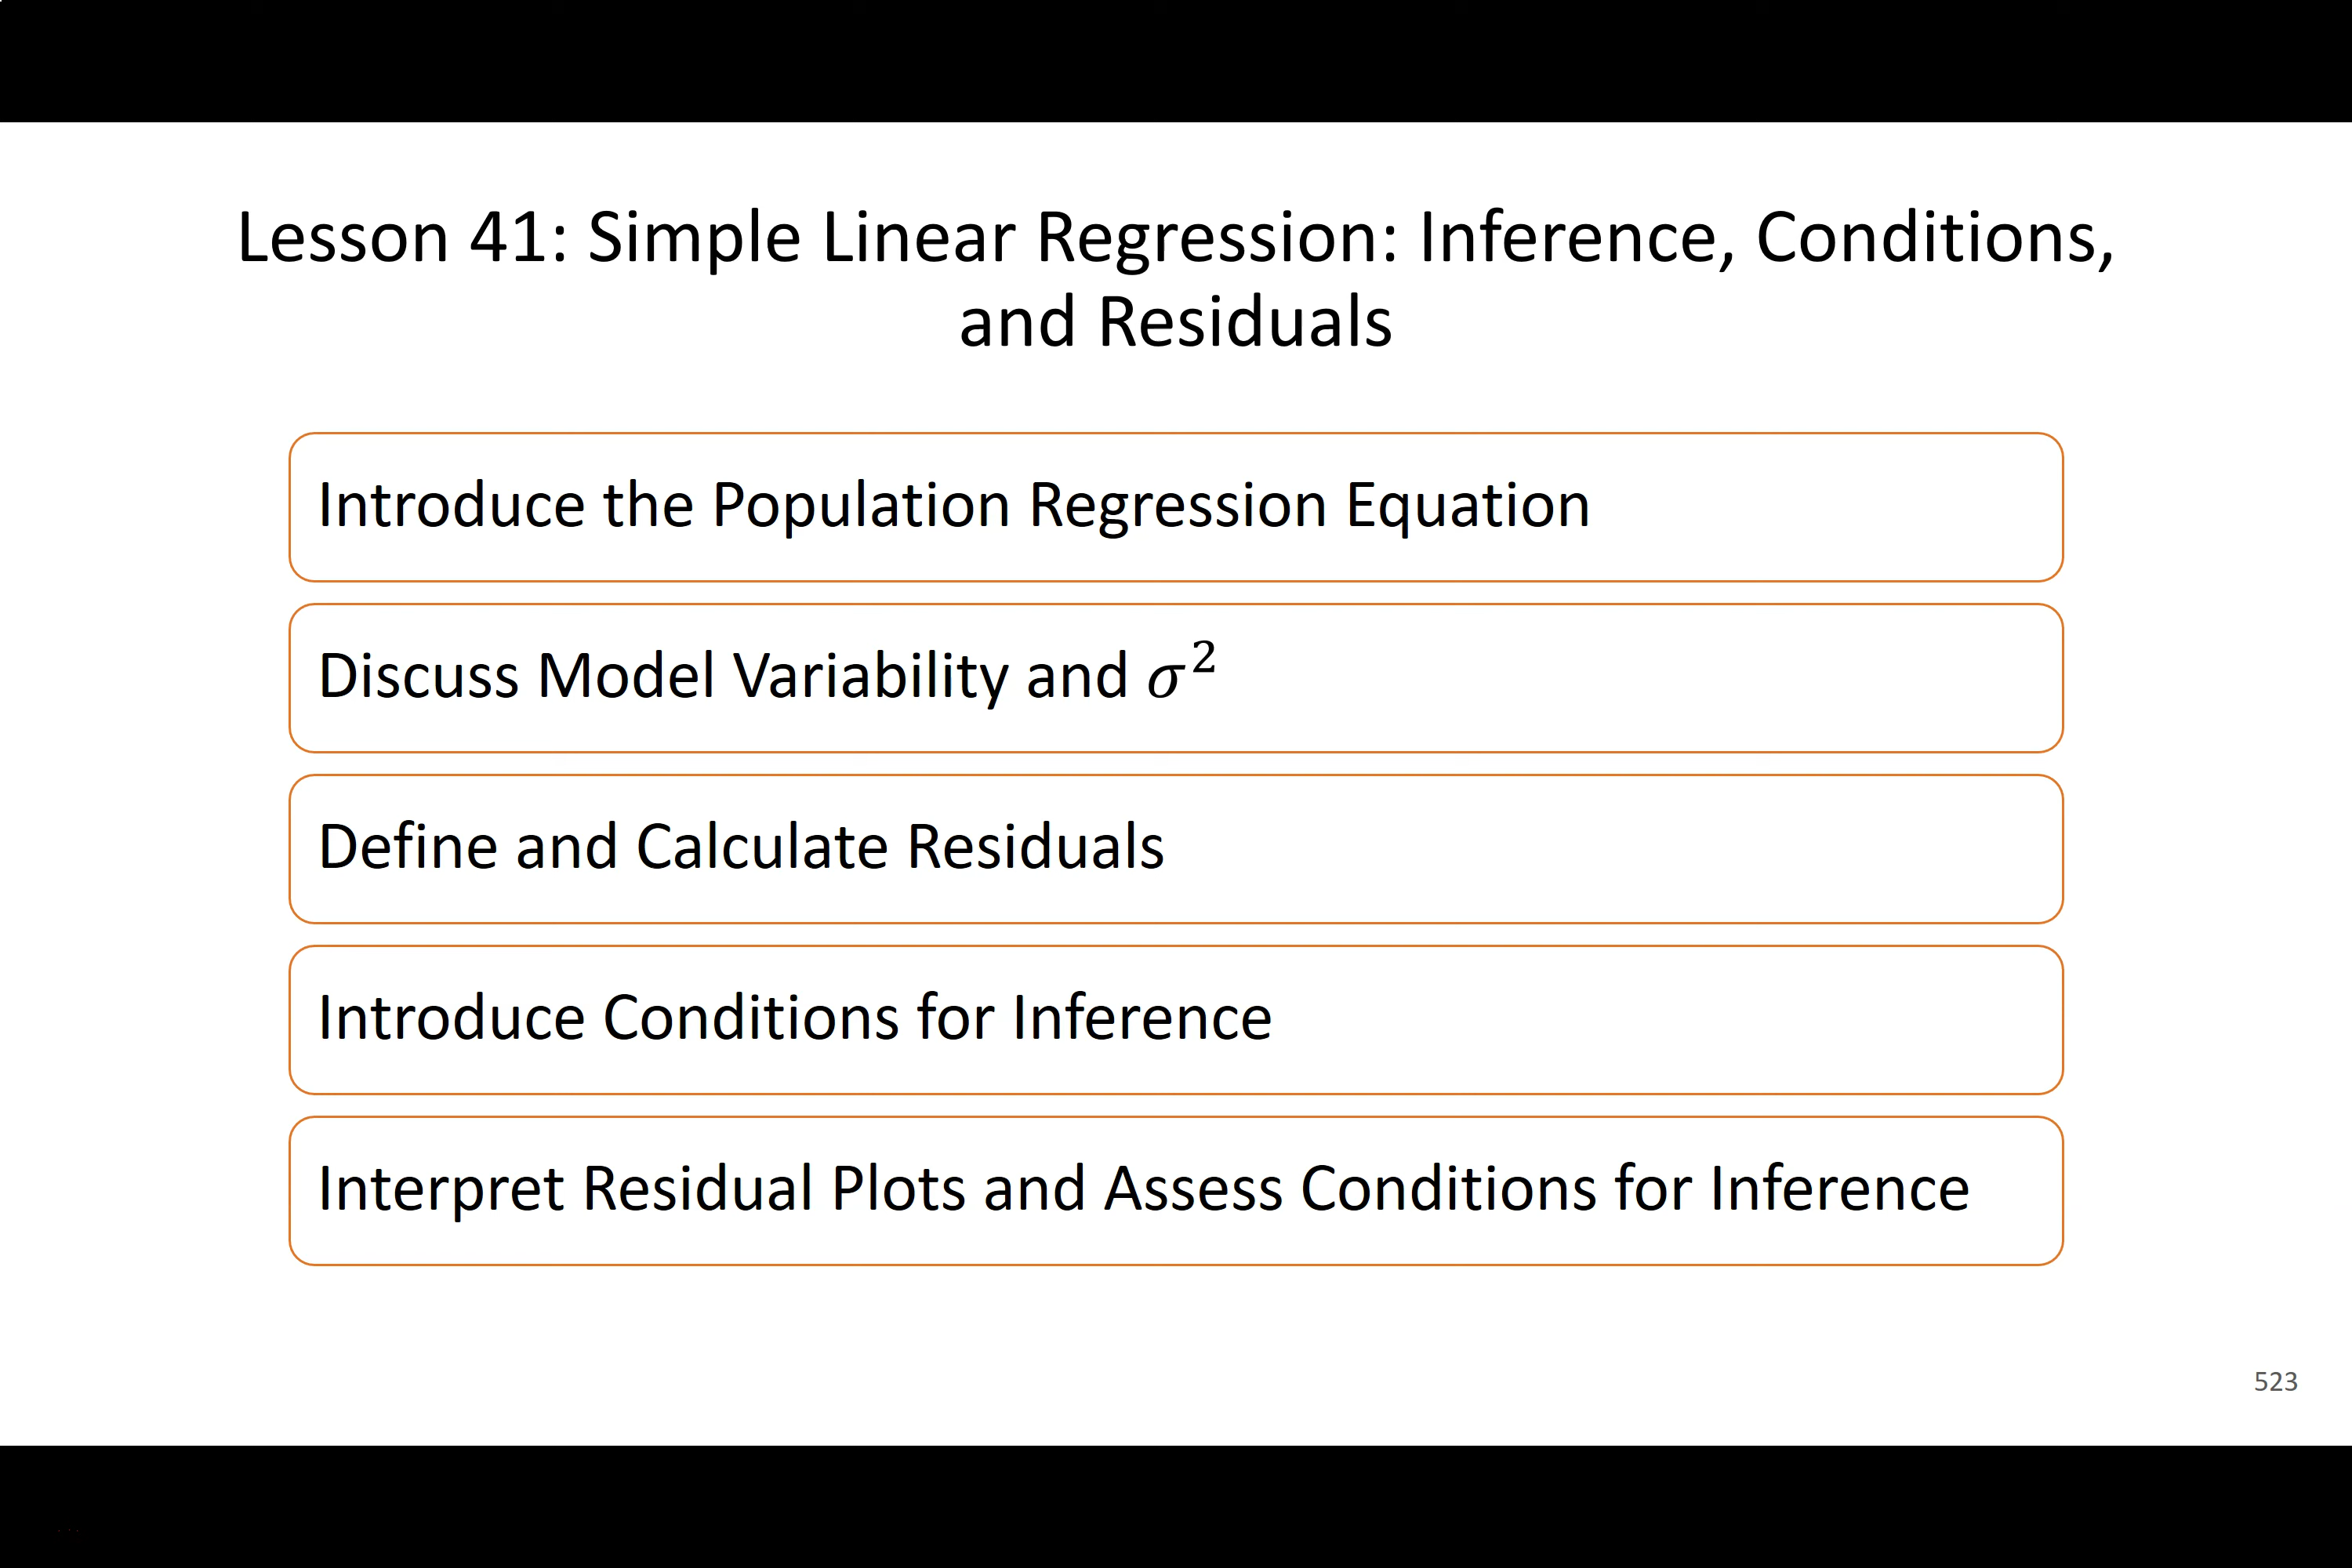 Lesson 41: Simple Linear Regression: Inference, Conditions,
and Residuals
Introduce the Population Regression Equation
Discuss Model Variability and σ²
Define and Calculate Residuals
Introduce Conditions for Inference
Interpret Residual Plots and Assess Conditions for Inference
523